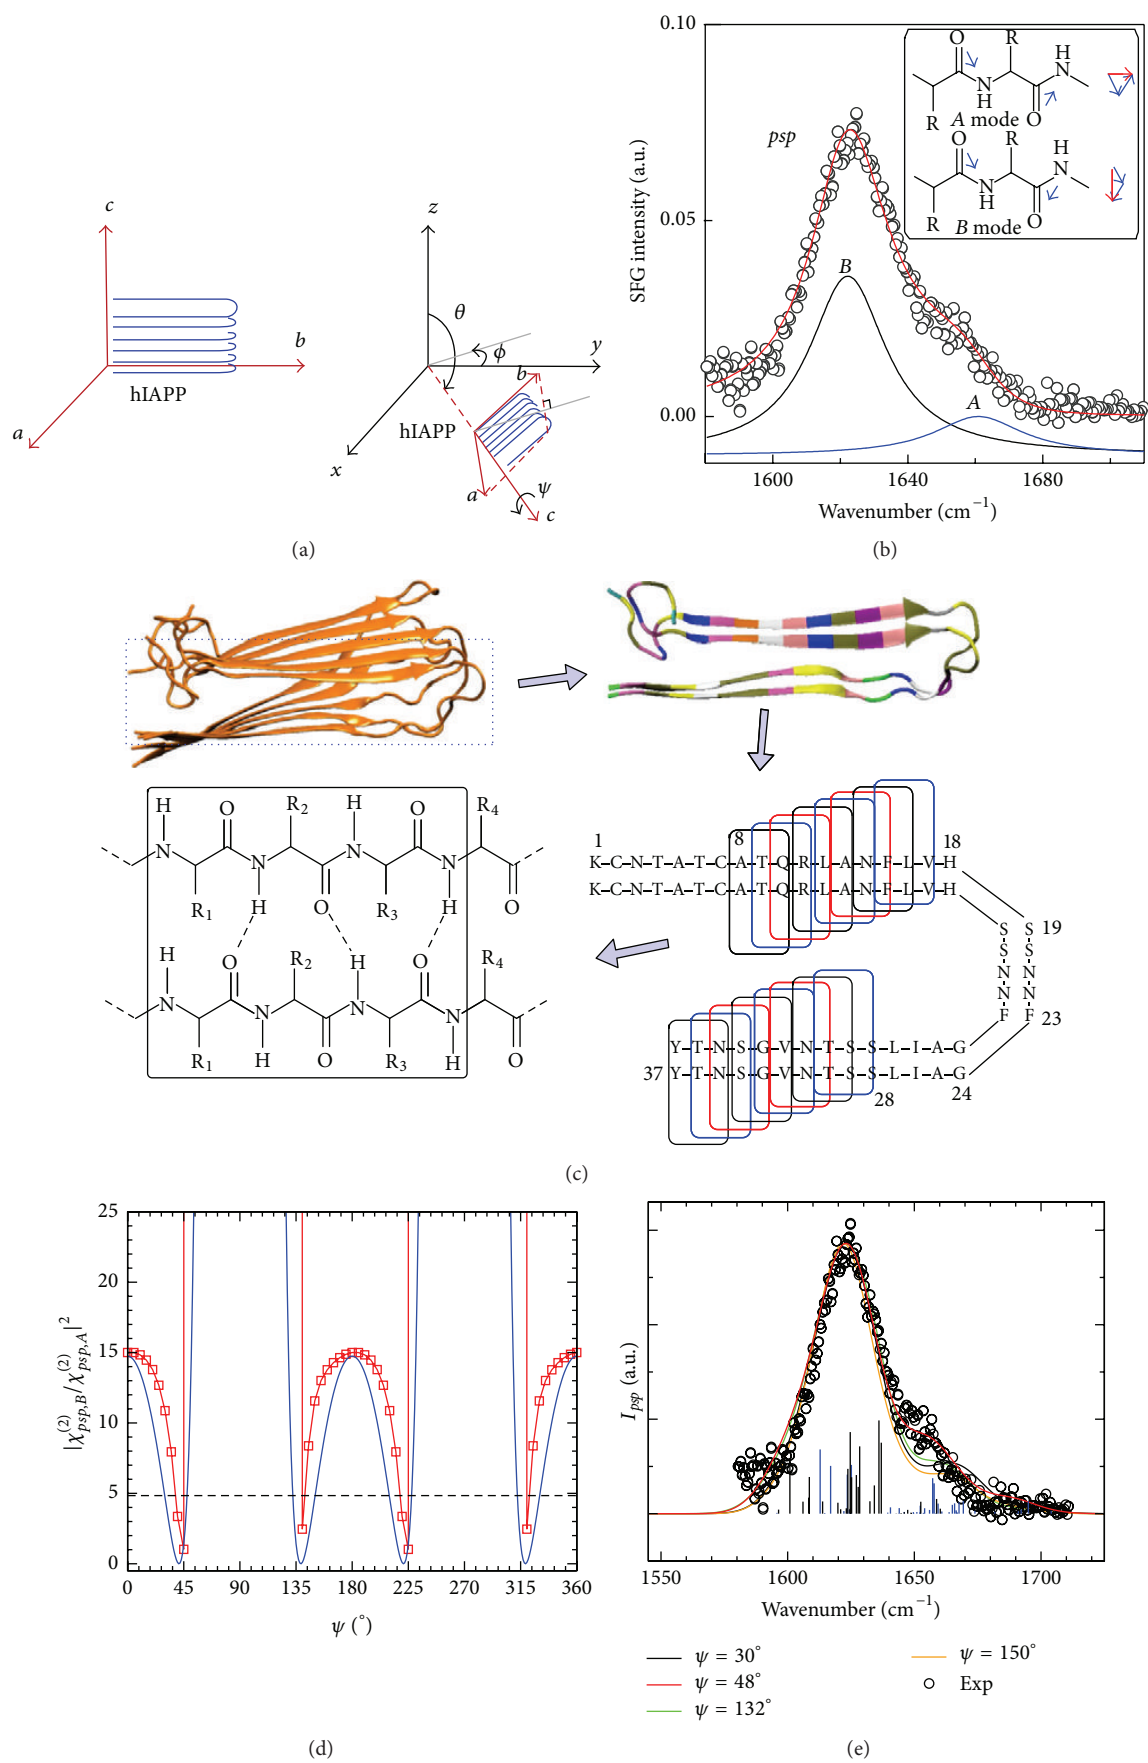 c
b
a
hIAPP
(a)
z
θ
ϕ
y
b
hIAPP
x
a
ψ
c
0.10
0.05
0.00
SFG intensity (a.u.)
psp
B
A
1600
1640
1680
Wavenumber (cm⁻¹)
(b)
O
R
H
N
N
H
R
A mode
O
O
R
H
N
N
H
R
B mode
O
H
O
R₂
H
O
R₄
N
N
N
N
R₁
H
O
R₃
H
O
H
O
R₂
H
O
R₄
N
N
N
N
R₁
H
O
R₃
H
O
1
8
18
K–C–N–T–A–T–C–A–T–Q–R–L–A–N–F–L–V–H
K–C–N–T–A–T–C–A–T–Q–R–L–A–N–F–L–V–H
S S 19
S S
N N
N N
F F 23
Y–T–N–S–G–V–N–T–S–S–L–I–A–G
37 Y–T–N–S–G–V–N–T–S–S–L–I–A–G
28
24
(c)
25
20
15
10
5
0
|χ⁽²⁾psp,B/χ⁽²⁾psp,A|²
0 45 90 135 180 225 270 315 360
ψ (°)
(d)
Ipsp (a.u.)
1550 1600 1650 1700
Wavenumber (cm⁻¹)
ψ = 30°
ψ = 48°
ψ = 132°
ψ = 150°
Exp
(e)